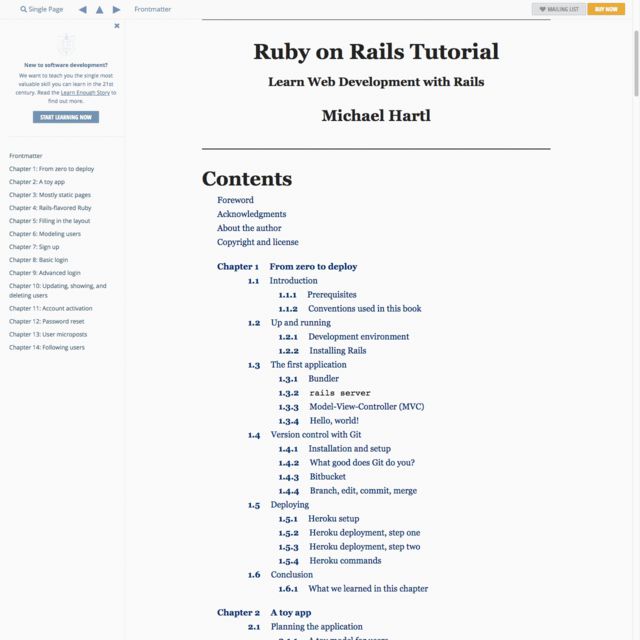 Single Page
Frontmatter
MAILING LIST
BUY NOW
New to software development?
We want to teach you the single most
valuable skill you can learn in the 21st
century. Read the Learn Enough Story to
find out more.
START LEARNING NOW
Frontmatter
Chapter 1: From zero to deploy
Chapter 2: A toy app
Chapter 3: Mostly static pages
Chapter 4: Rails-flavored Ruby
Chapter 5: Filling in the layout
Chapter 6: Modeling users
Chapter 7: Sign up
Chapter 8: Basic login
Chapter 9: Advanced login
Chapter 10: Updating, showing, and
deleting users
Chapter 11: Account activation
Chapter 12: Password reset
Chapter 13: User microposts
Chapter 14: Following users
Ruby on Rails Tutorial
Learn Web Development with Rails
Michael Hartl
Contents
Foreword
Acknowledgments
About the author
Copyright and license
Chapter 1 From zero to deploy
1.1 Introduction
1.1.1 Prerequisites
1.1.2 Conventions used in this book
1.2 Up and running
1.2.1 Development environment
1.2.2 Installing Rails
1.3 The first application
1.3.1 Bundler
1.3.2 rails server
1.3.3 Model-View-Controller (MVC)
1.3.4 Hello, world!
1.4 Version control with Git
1.4.1 Installation and setup
1.4.2 What good does Git do you?
1.4.3 Bitbucket
1.4.4 Branch, edit, commit, merge
1.5 Deploying
1.5.1 Heroku setup
1.5.2 Heroku deployment, step one
1.5.3 Heroku deployment, step two
1.5.4 Heroku commands
1.6 Conclusion
1.6.1 What we learned in this chapter
Chapter 2 A toy app
2.1 Planning the application